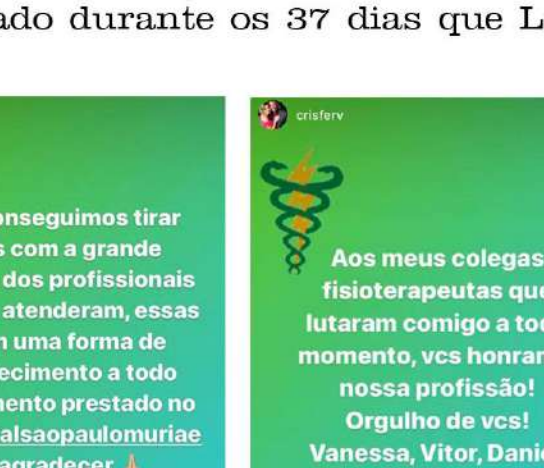 ado durante os 37 dias que L
onseguimos tirar
s com a grande
dos profissionais
atenderam, essas
m uma forma de
ecimento a todo
mento prestado no
alsaopaulomuriae
agradecer
crisferv
Aos meus colegas
fisioterapeutas que
lutaram comigo a tod
momento, vcs honram
nossa profissão!
Orgulho de vcs!
Vanessa, Vitor, Danie